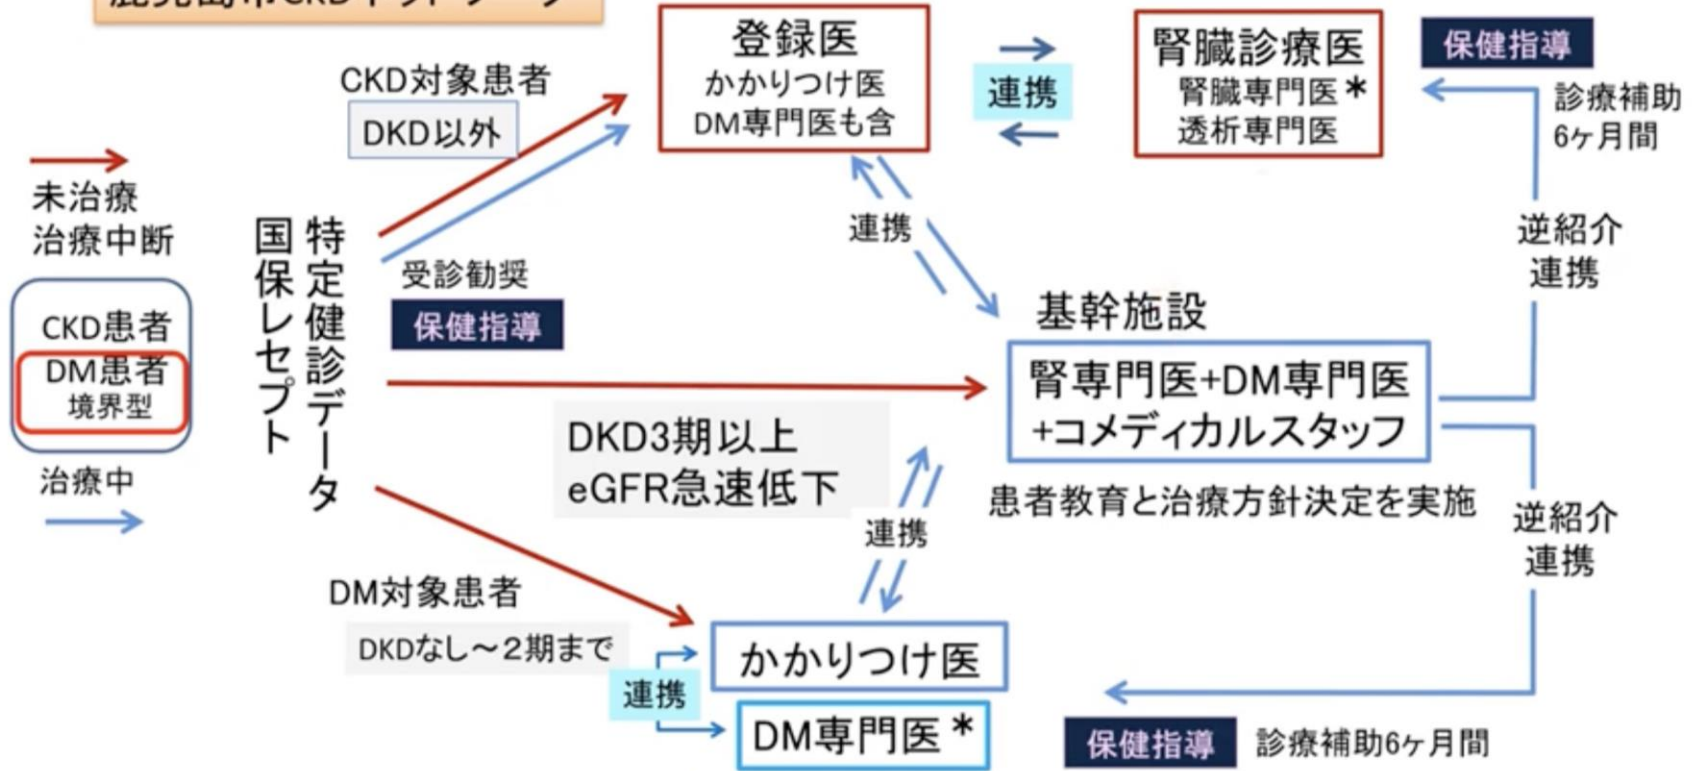 CKD対象患者
DKD以外
登録医
かかりつけ医
DM専門医も含
連携
腎臓診療医
腎臓専門医*
透析専門医
保健指導
診療補助
6ヶ月間
未治療
治療中断
CKD患者
DM患者
境界型
治療中
特定健診データ
国保レセプト
受診勧奨
保健指導
連携
逆紹介
連携
基幹施設
腎専門医+DM専門医
+コメディカルスタッフ
患者教育と治療方針決定を実施
DKD3期以上
eGFR急速低下
連携
逆紹介
連携
DM対象患者
DKDなし〜2期まで
連携
かかりつけ医
DM専門医*
保健指導
診療補助6ヶ月間